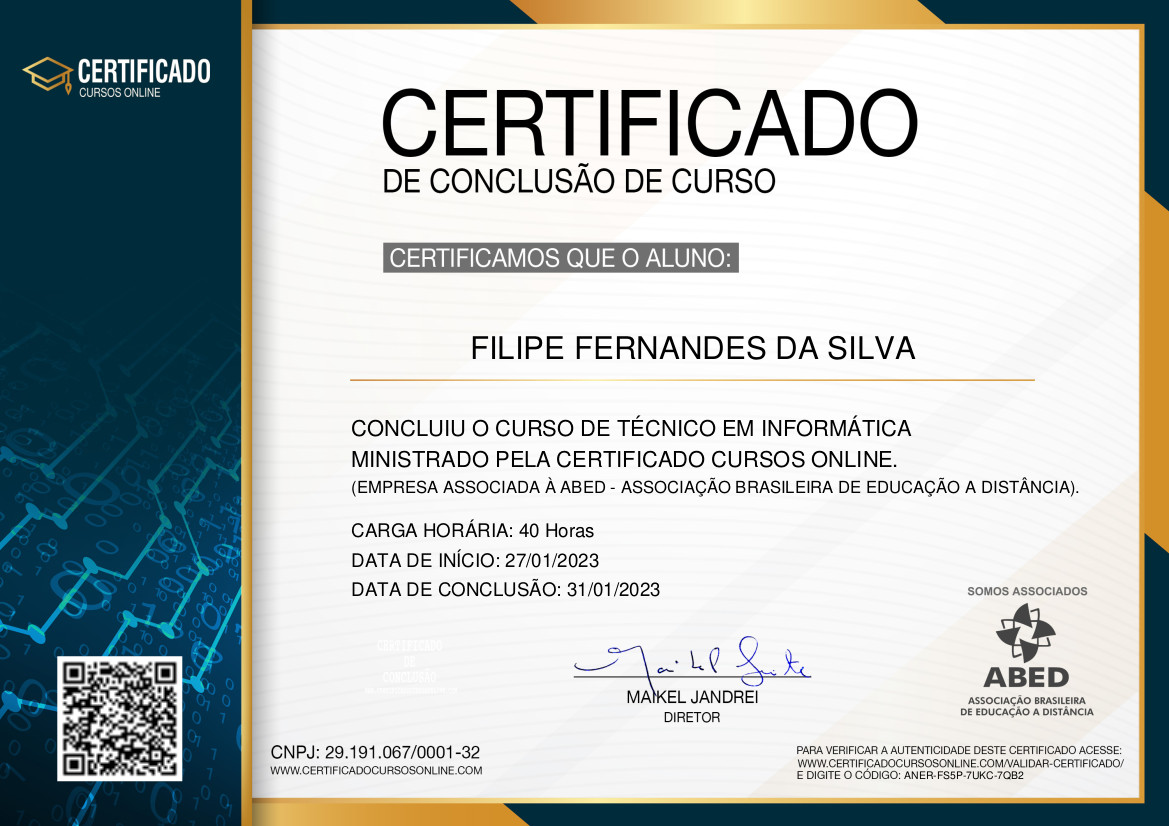 CERTIFICADO
CURSOS ONLINE
CERTIFICADO
DE CONCLUSÃO DE CURSO
CERTIFICAMOS QUE O ALUNO:
FILIPE FERNANDES DA SILVA
CONCLUIU O CURSO DE TÉCNICO EM INFORMÁTICA
MINISTRADO PELA CERTIFICADO CURSOS ONLINE.
(EMPRESA ASSOCIADA À ABED - ASSOCIAÇÃO BRASILEIRA DE EDUCAÇÃO A DISTÂNCIA).
CARGA HORÁRIA: 40 Horas
DATA DE INÍCIO: 27/01/2023
DATA DE CONCLUSÃO: 31/01/2023
CERTIFICADO
DE
CONCLUSÃO
MAIKEL JANDREI
DIRETOR
SOMOS ASSOCIADOS
ABED
ASSOCIAÇÃO BRASILEIRA
DE EDUCAÇÃO A DISTÂNCIA
CNPJ: 29.191.067/0001-32
WWW.CERTIFICADOCURSOSONLINE.COM
PARA VERIFICAR A AUTENTICIDADE DESTE CERTIFICADO ACESSE:
WWW.CERTIFICADOCURSOSONLINE.COM/VALIDAR-CERTIFICADO/
E DIGITE O CÓDIGO: ANER-FS5P-7UKC-7QB2